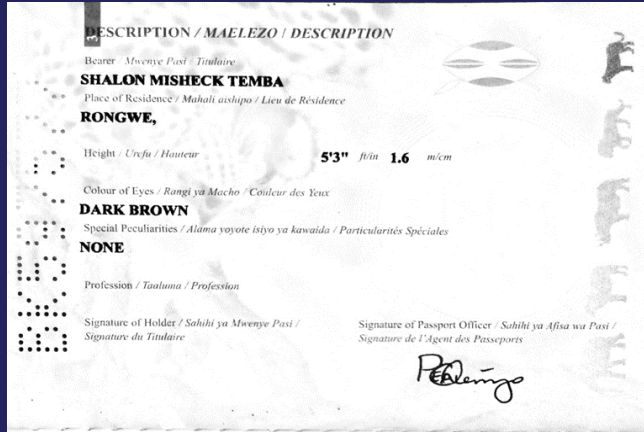 3
DESCRIPTION / MAELEZO / DESCRIPTION
Bearer / Mwenye Pasi / Titulaire
SHALON MISHECK TEMBA
Place of Residence / Mahali aishipo / Lieu de Résidence
RONGWE,
Height / Urefu / Hauteur 5'3" ft/in 1.6 m/cm
Colour of Eyes / Rangi ya Macho / Couleur des Yeux
DARK BROWN
Special Peculiarities / Alama yoyote isiyo ya kawaida / Particularités Spéciales
NONE
Profession / Taaluma / Profession
Signature of Holder / Sahihi ya Mwenye Pasi /
Signature du Titulaire
Signature of Passport Officer / Sahihi ya Afisa wa Pasi /
Signature de l'Agent des Passeports